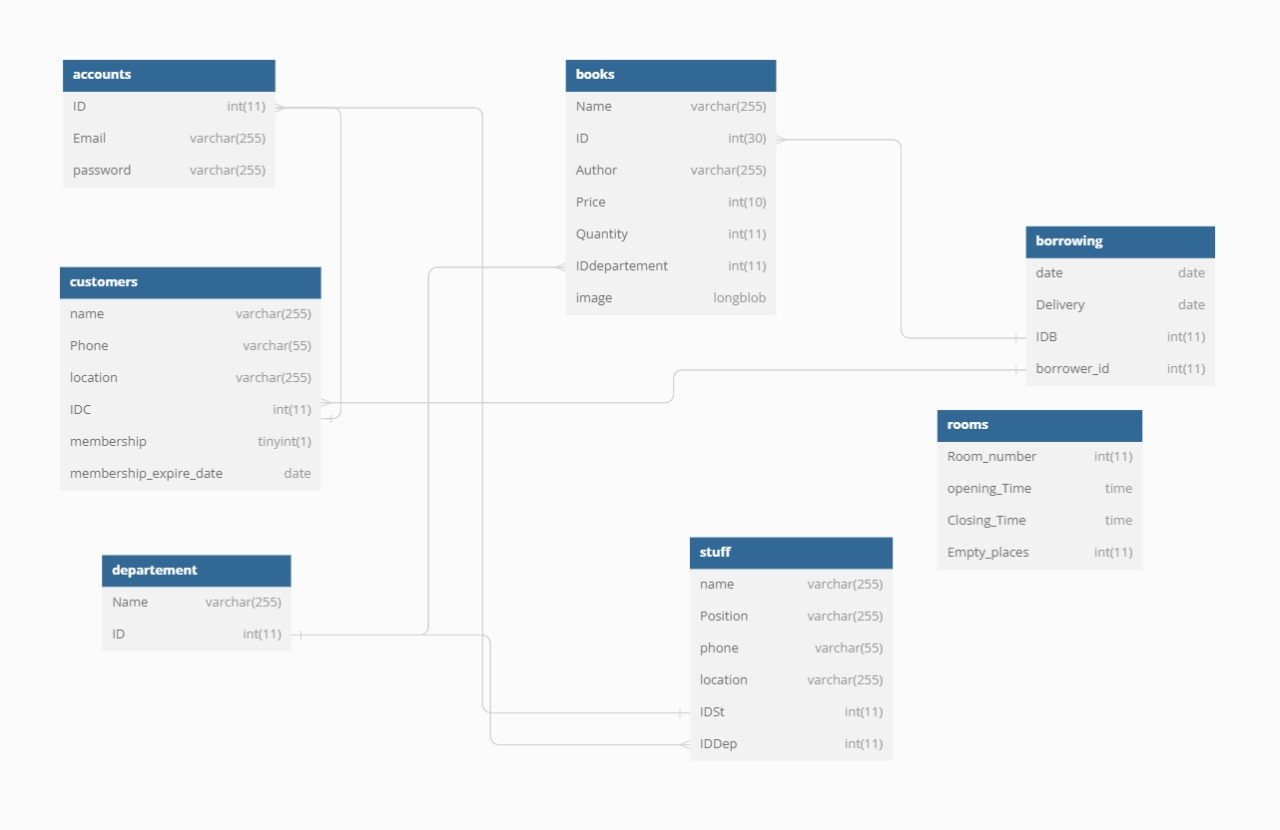 accounts
ID int(11)
Email varchar(255)
password varchar(255)
books
Name varchar(255)
ID int(30)
Author varchar(255)
Price int(10)
Quantity int(11)
IDdepartement int(11)
image longblob
borrowing
date date
Delivery date
IDB int(11)
borrower_id int(11)
customers
name varchar(255)
Phone varchar(55)
location varchar(255)
IDC int(11)
membership tinyint(1)
membership_expire_date date
rooms
Room_number int(11)
opening_Time time
Closing_Time time
Empty_places int(11)
departement
Name varchar(255)
ID int(11)
stuff
name varchar(255)
Position varchar(255)
phone varchar(55)
location varchar(255)
IDSt int(11)
IDDep int(11)